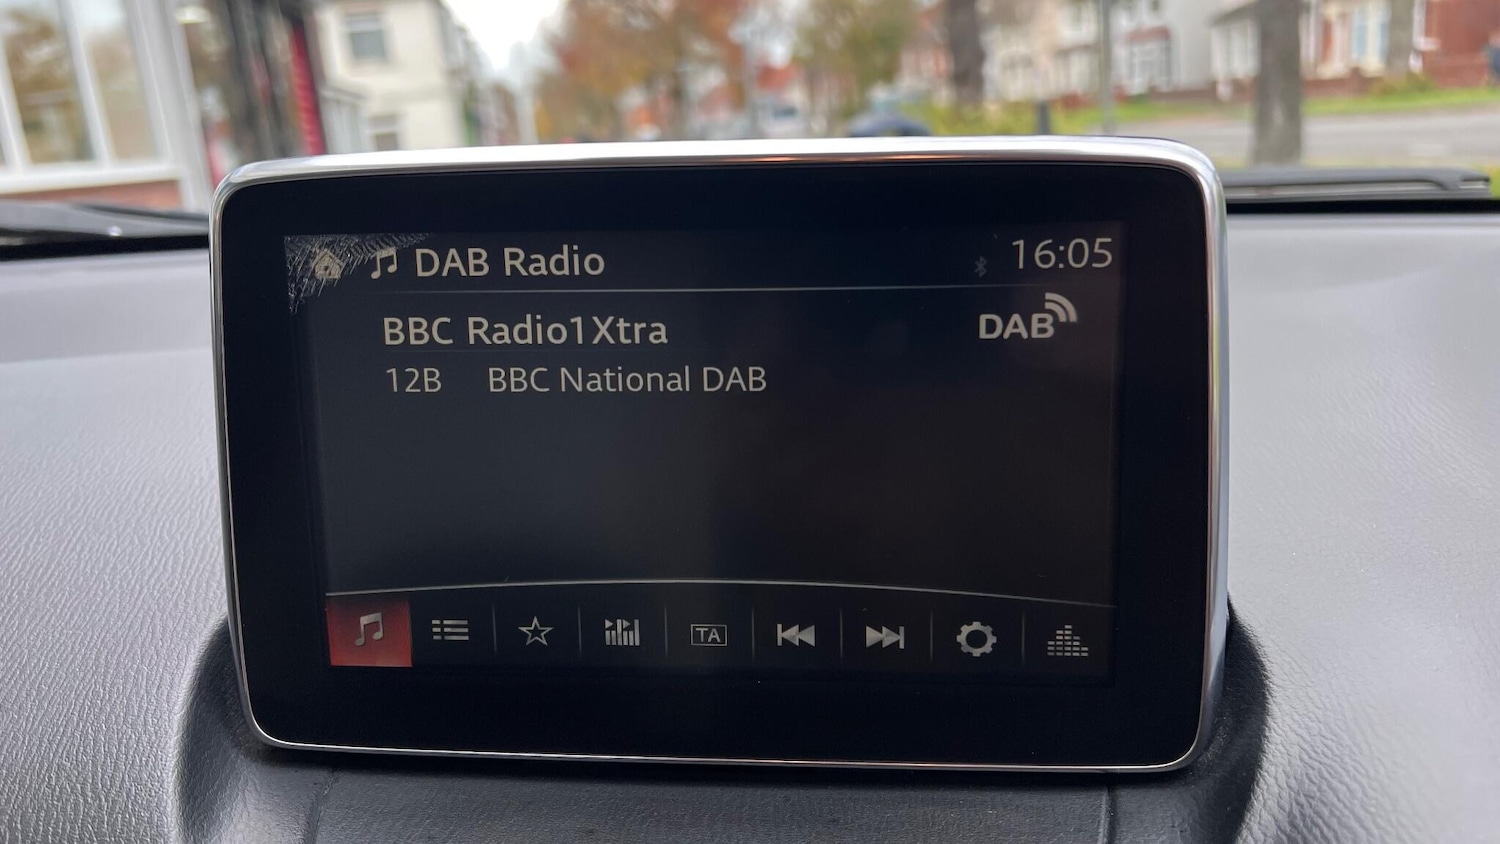 DAB Radio 16:05
BBC Radio1Xtra DAB
12B BBC National DAB
TA